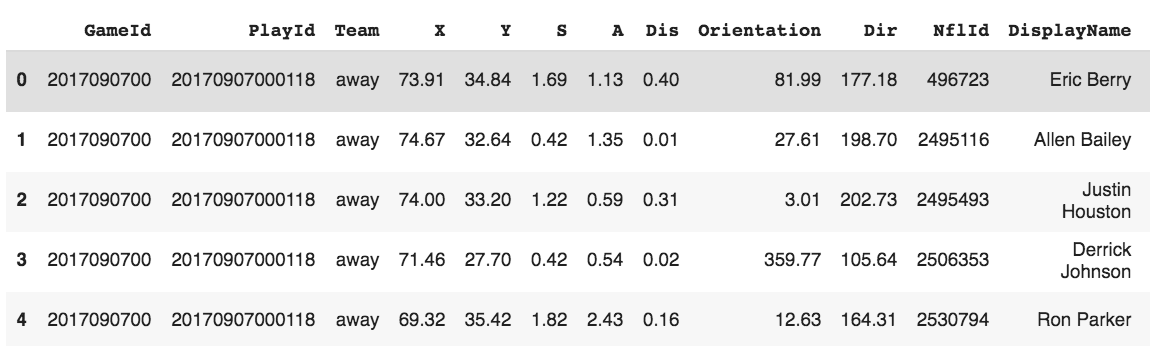 GameId PlayId Team X Y S A Dis Orientation Dir NflId DisplayName
0 2017090700 20170907000118 away 73.91 34.84 1.69 1.13 0.40 81.99 177.18 496723 Eric Berry
1 2017090700 20170907000118 away 74.67 32.64 0.42 1.35 0.01 27.61 198.70 2495116 Allen Bailey
2 2017090700 20170907000118 away 74.00 33.20 1.22 0.59 0.31 3.01 202.73 2495493 Justin
Houston
3 2017090700 20170907000118 away 71.46 27.70 0.42 0.54 0.02 359.77 105.64 2506353 Derrick
Johnson
4 2017090700 20170907000118 away 69.32 35.42 1.82 2.43 0.16 12.63 164.31 2530794 Ron Parker